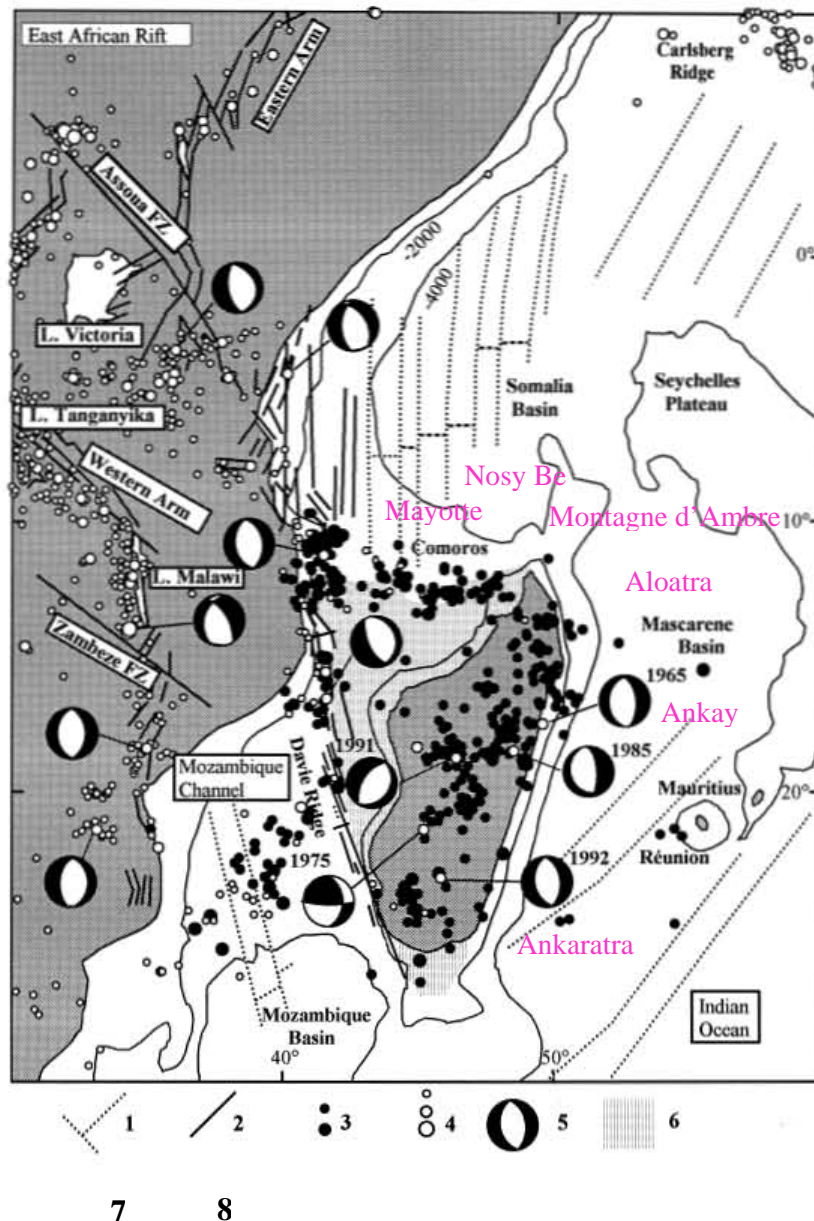 East African Rift
Eastern Arm
Carlsberg
Ridge
Assoua FZ.
-2000
-4000
0°
L. Victoria
Somalia
Basin
Seychelles
Plateau
L. Tanganyika
Western Arm
Nosy Be
Mayotte
Montagne d'Ambre
10°
Comoros
L. Malawi
Aloatra
Zambeze FZ.
Mascarene
Basin
1965
Ankay
1991
1985
Mozambique
Channel
Davie Ridge
Mauritius
20°
1975
1992
Réunion
Ankaratra
Mozambique
Basin
Indian
Ocean
40°
50°
1 2 3 4 5 6
7 8